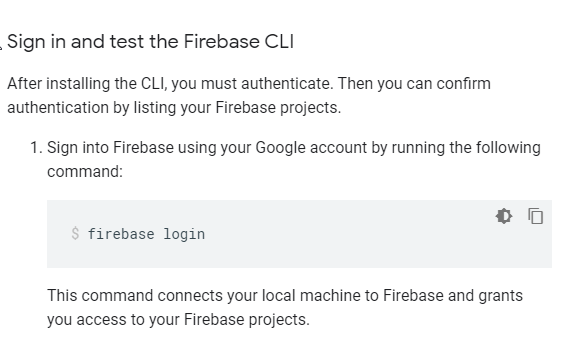 Sign in and test the Firebase CLI
After installing the CLI, you must authenticate. Then you can confirm
authentication by listing your Firebase projects.
1. Sign into Firebase using your Google account by running the following
command:
$ firebase login
This command connects your local machine to Firebase and grants
you access to your Firebase projects.